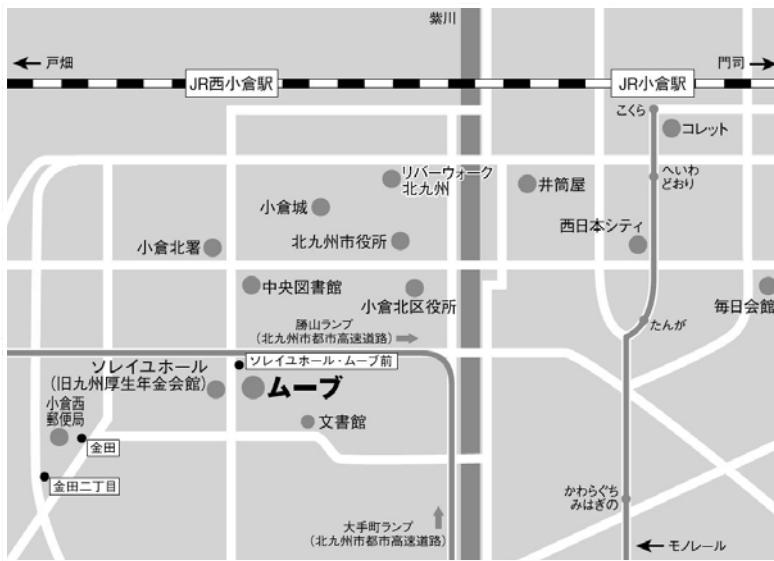 紫川
戸畑
門司
JR西小倉駅
JR小倉駅
こくら
コレット
リバーウォーク
北九州
井筒屋
へいわ
どおり
小倉城
西日本シティ
小倉北署
北九州市役所
中央図書館
小倉北区役所
毎日会館
勝山ランプ
(北九州市都市高速道路)
たんが
ソレイユホール
(旧九州厚生年金会館)
ソレイユホール・ムーブ前
ムーブ
小倉西
郵便局
文書館
金田
金田二丁目
かわらぐち
みはぎの
大手町ランプ
(北九州市都市高速道路)
モノレール